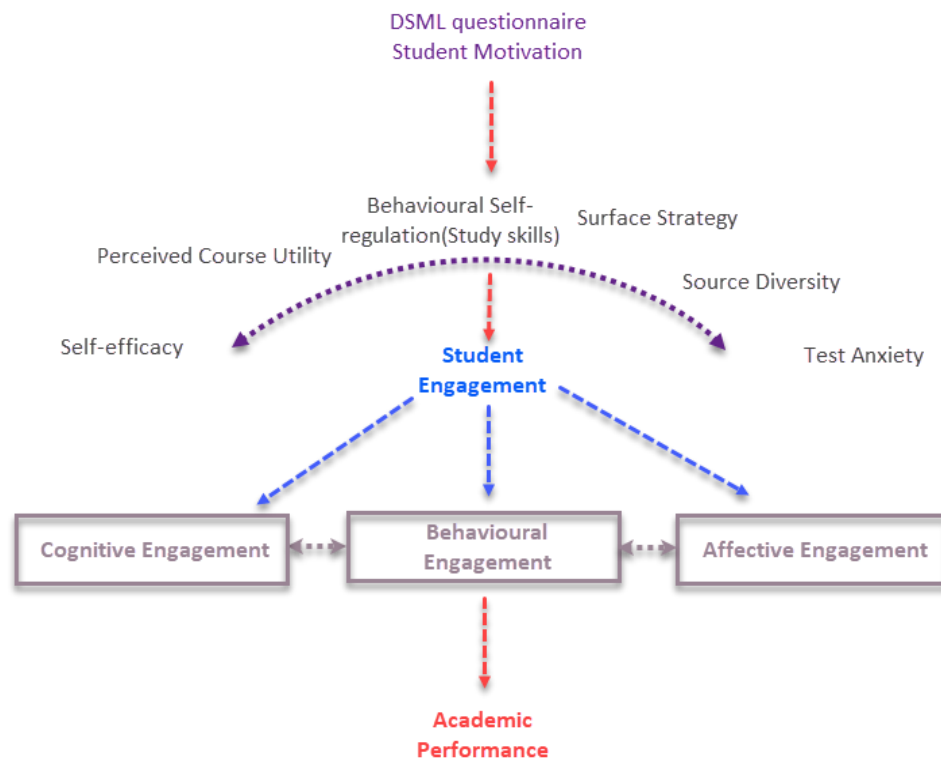 DSML questionnaire
Student Motivation
Behavioural Self-
regulation(Study skills)
Surface Strategy
Perceived Course Utility
Source Diversity
Self-efficacy
Test Anxiety
Student
Engagement
Cognitive Engagement
Behavioural
Engagement
Affective Engagement
Academic
Performance